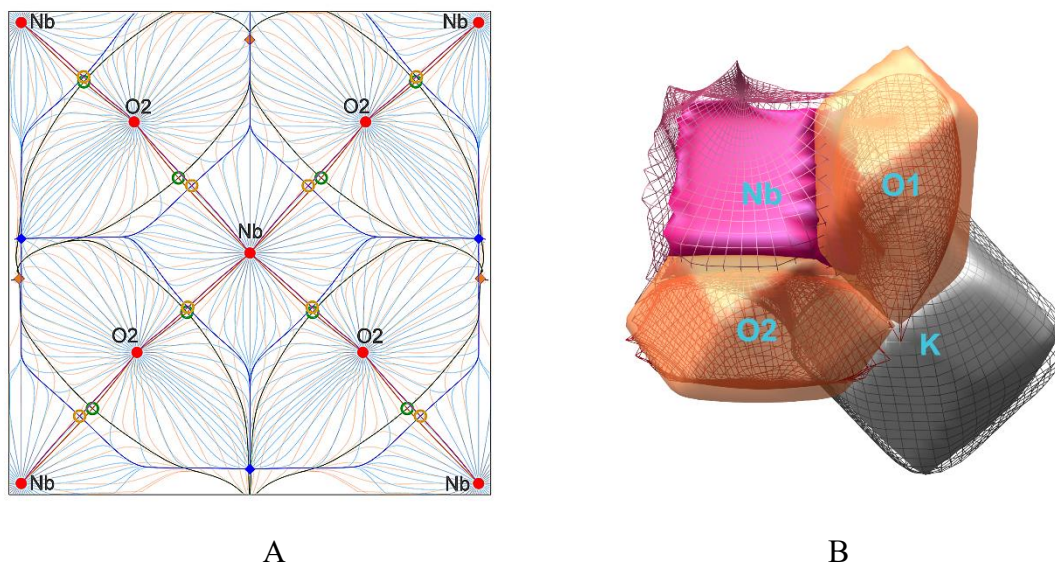 Nb Nb
O2 O2
Nb
O2 O2
Nb Nb
Nb O1
O2
K
A B